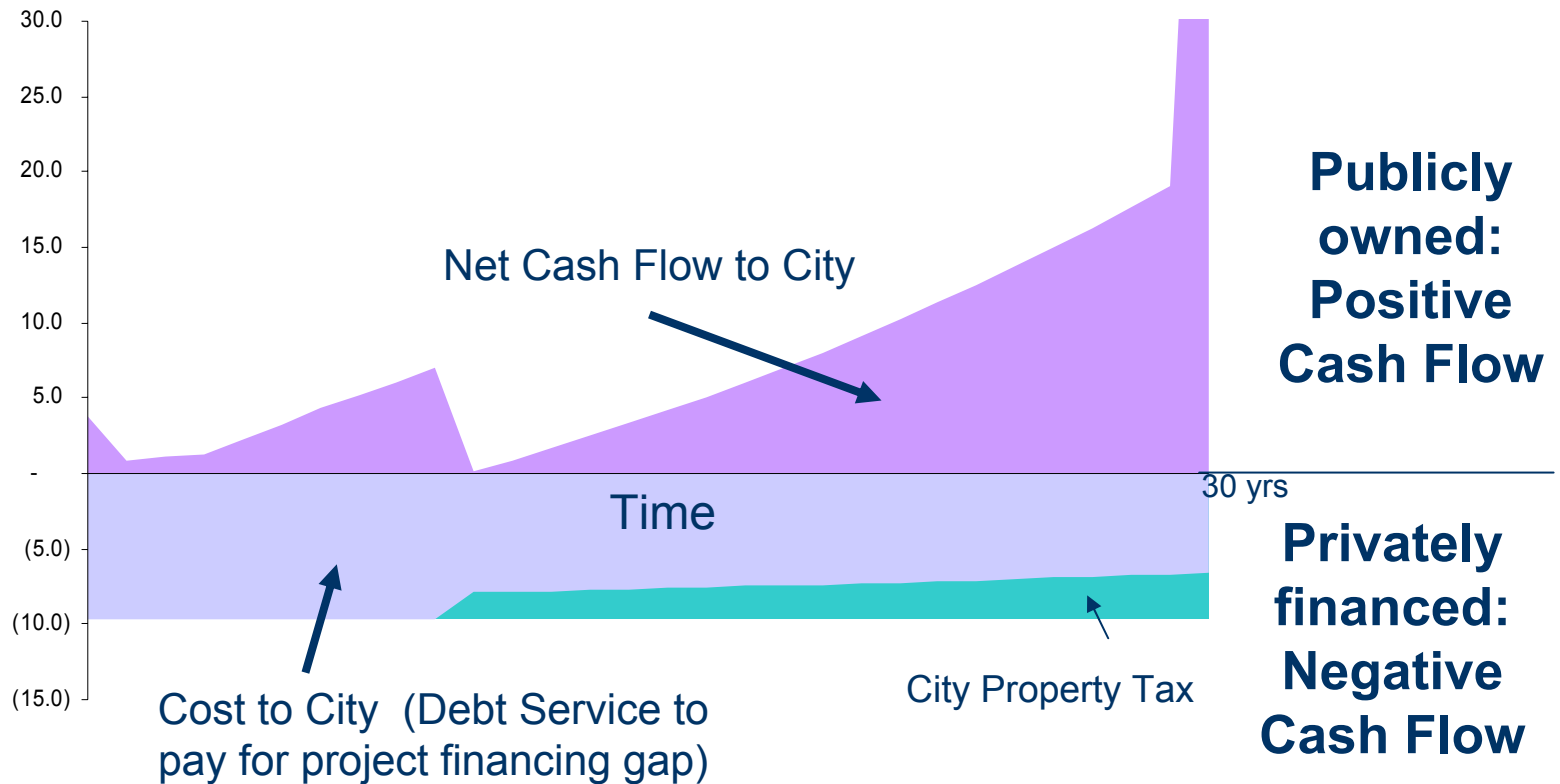 30.0
25.0
20.0
15.0
10.0
5.0
-
(5.0)
(10.0)
(15.0)
Net Cash Flow to City
Time
30 yrs
Cost to City (Debt Service to
pay for project financing gap)
City Property Tax
Publicly
owned:
Positive
Cash Flow
Privately
financed:
Negative
Cash Flow